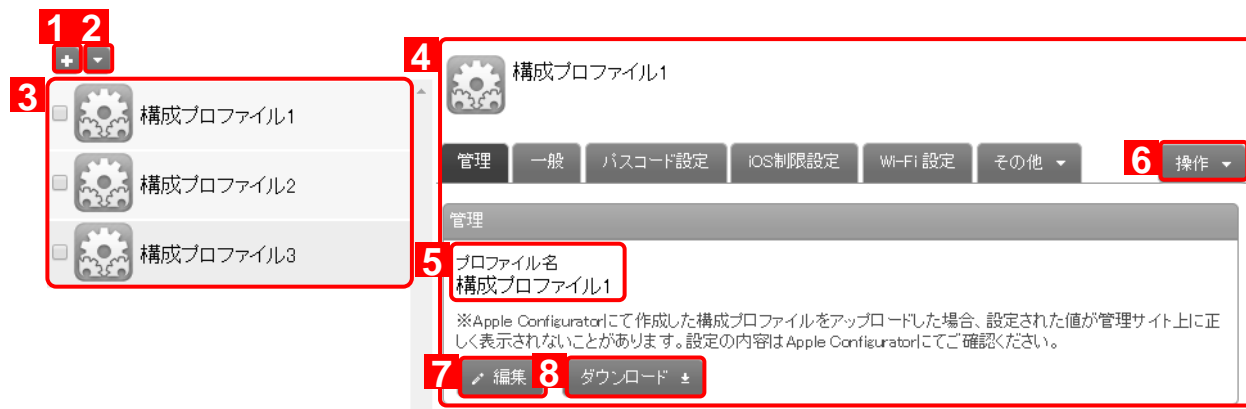 1 2
3
構成プロファイル1
構成プロファイル2
構成プロファイル3
4
構成プロファイル1
管理 一般 パスコード設定 iOS制限設定 Wi-Fi 設定 その他
6 操作
管理
5
プロファイル名
構成プロファイル1
※Apple Configuratorにて作成した構成プロファイルをアップロードした場合、設定された値が管理サイト上に正
しく表示されないことがあります。設定の内容はApple Configuratorにてご確認ください。
7 編集 8 ダウンロード